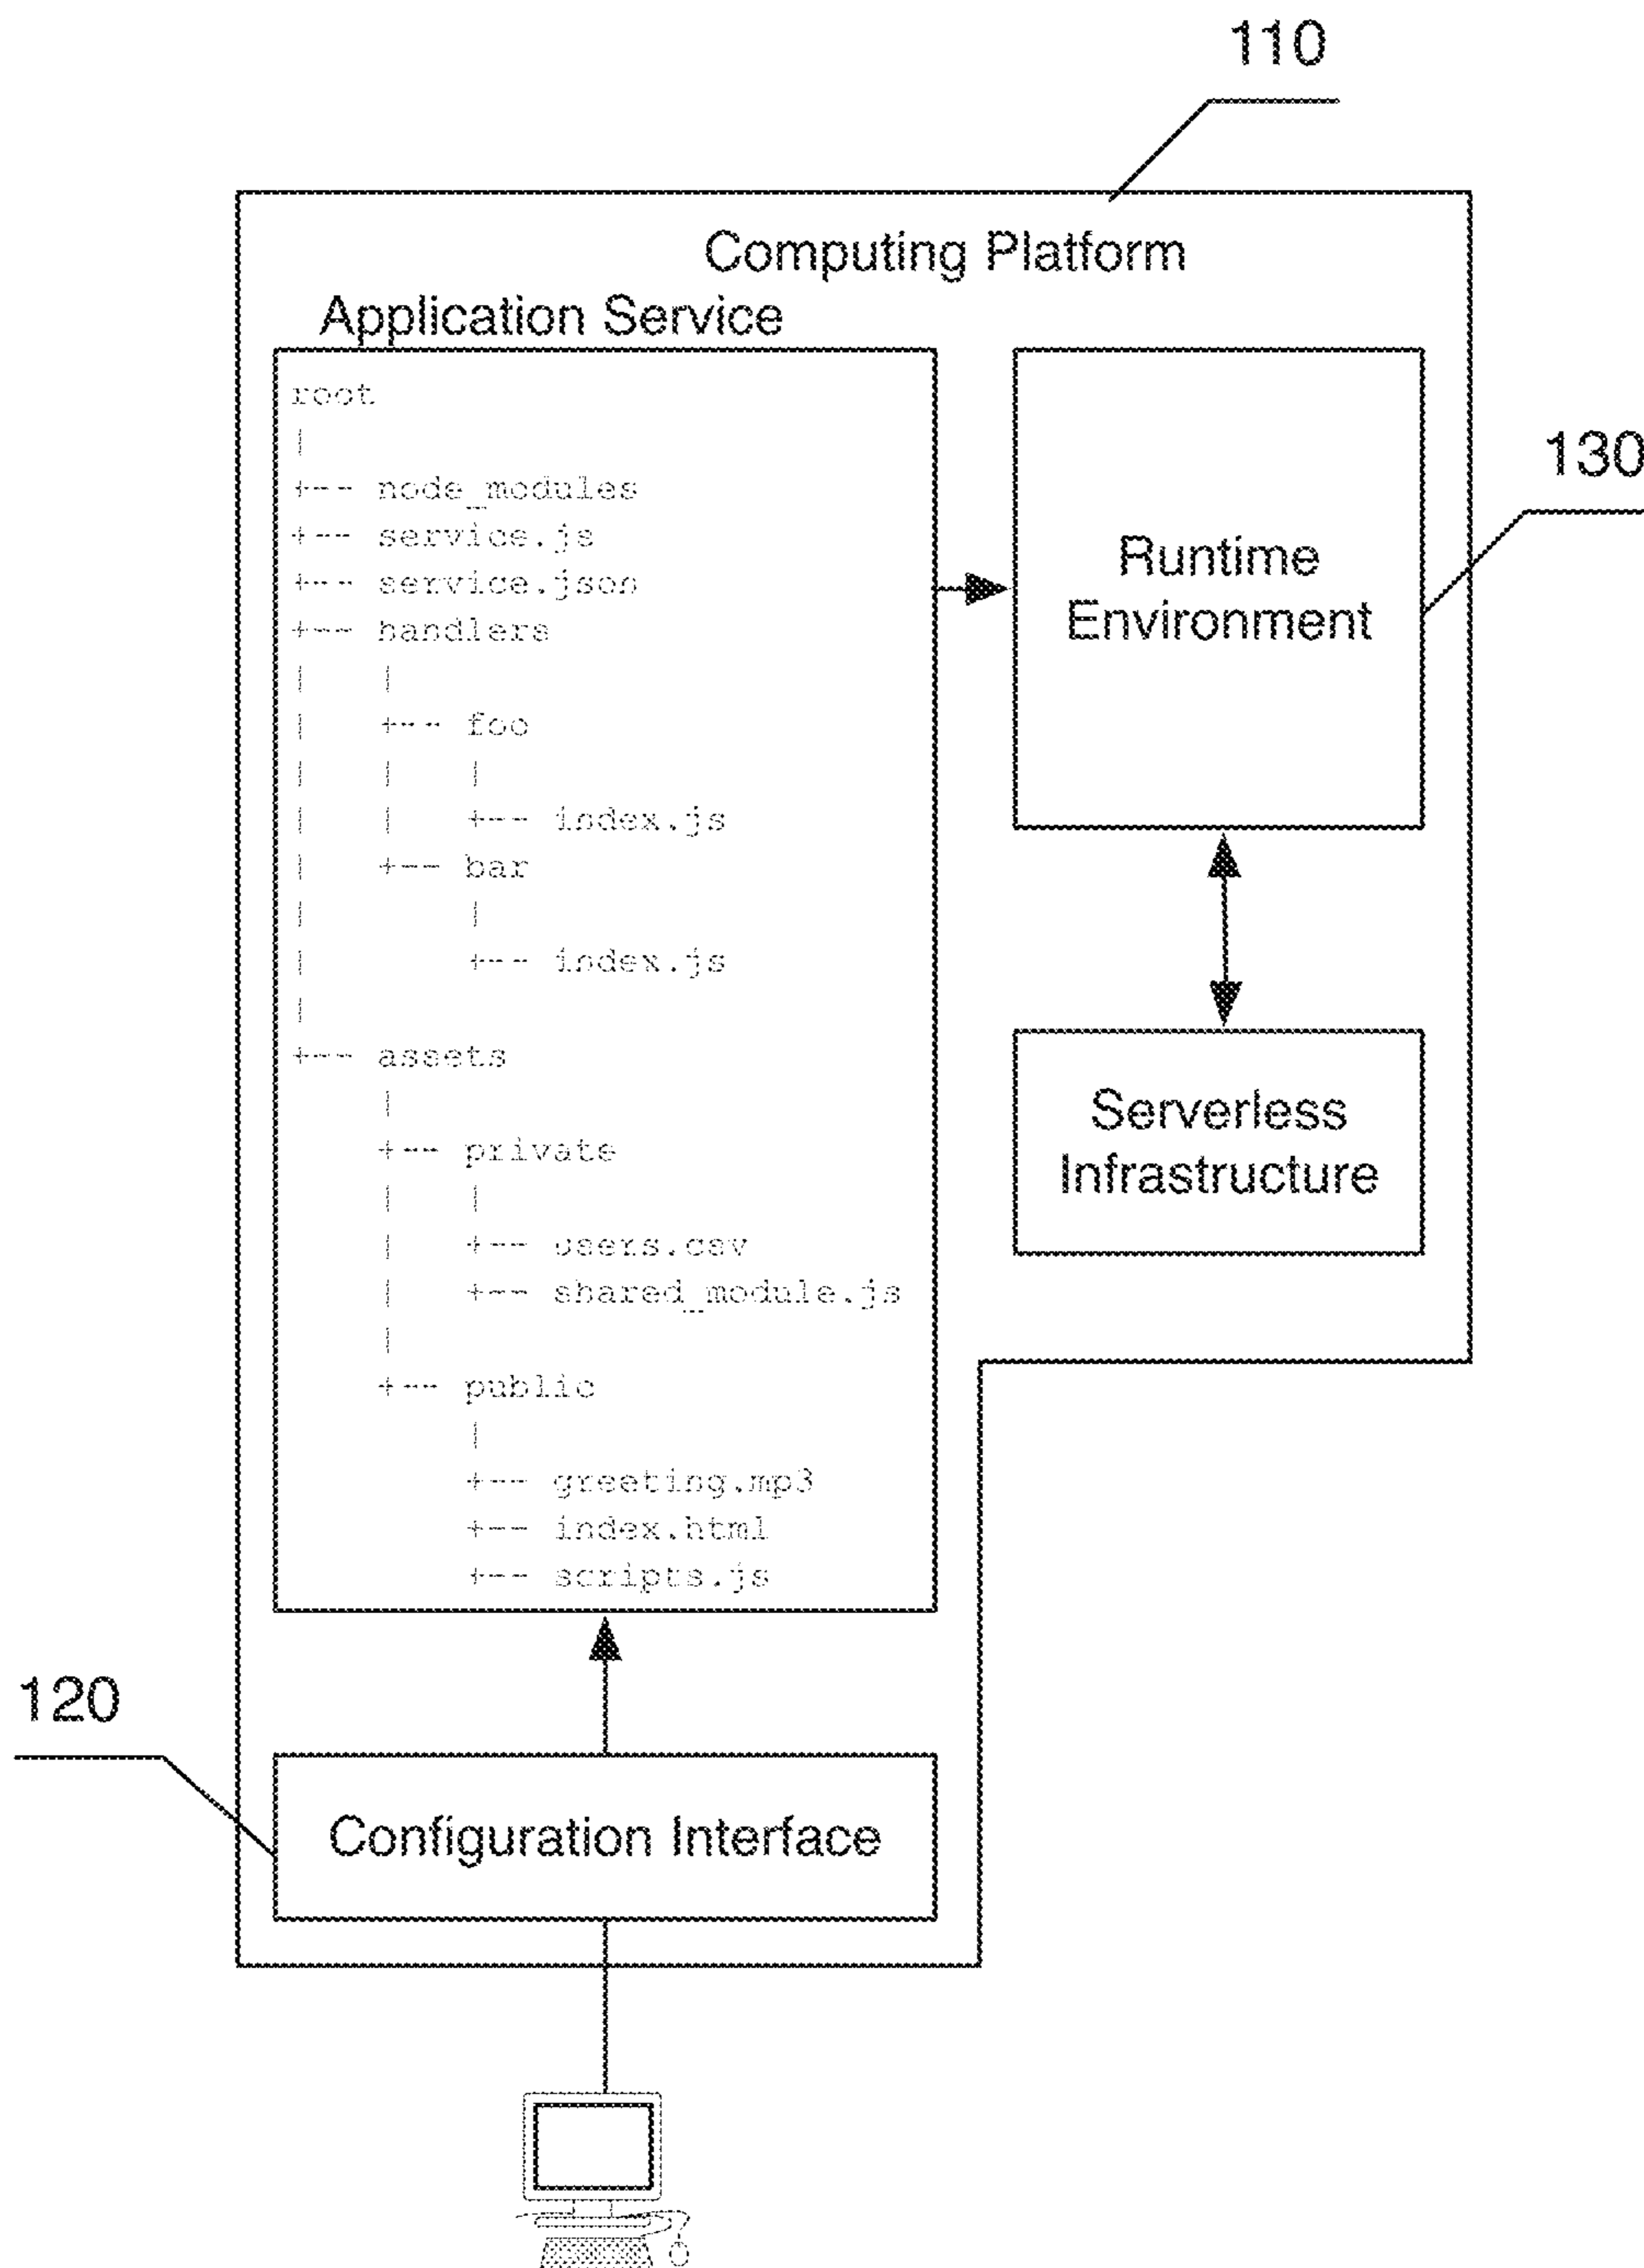 110
Computing Platform
Application Service
root
|
+-- node_modules
+-- service.js
+-- service.json
+-- handlers
|   |
|   +-- foo
|   |   |
|   |   +-- index.js
|   +-- bar
|       |
|       +-- index.js
|
+-- assets
    |
    +-- private
    |   |
    |   +-- users.csv
    |   +-- shared_module.js
    |
    +-- public
        |
        +-- greeting.mp3
        +-- index.html
        +-- scripts.js
130
Runtime
Environment
Serverless
Infrastructure
120
Configuration Interface